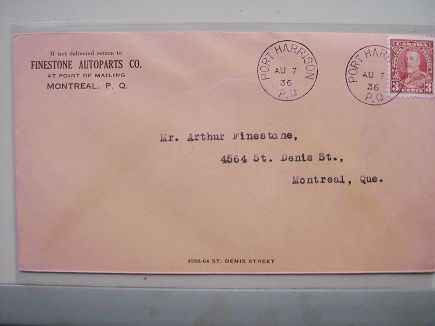 If not delivered return to
FINESTONE AUTOPARTS CO.
AT POINT OF MAILING
MONTREAL, P. Q.
PORT HARRISON
AU 7
36
P.Q
PORT HARRISON
AU 7
36
P.Q
CANADA
3 CENTS 3
Mr. Arthur Finestone,
4564 St. Denis St.,
Montreal, Que.
4558-64 ST. DENIS STREET